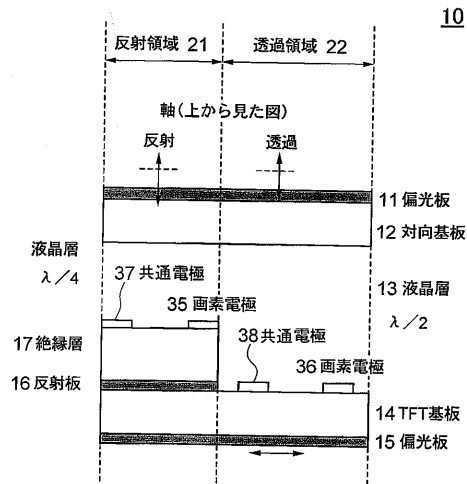 10
反射領域 21
透過領域 22
軸(上から見た図)
反射
透過
11 偏光板
12 対向基板
液晶層
λ/4
37 共通電極
35 画素電極
13 液晶層
λ/2
38 共通電極
36 画素電極
17 絶縁層
16 反射板
14 TFT基板
15 偏光板